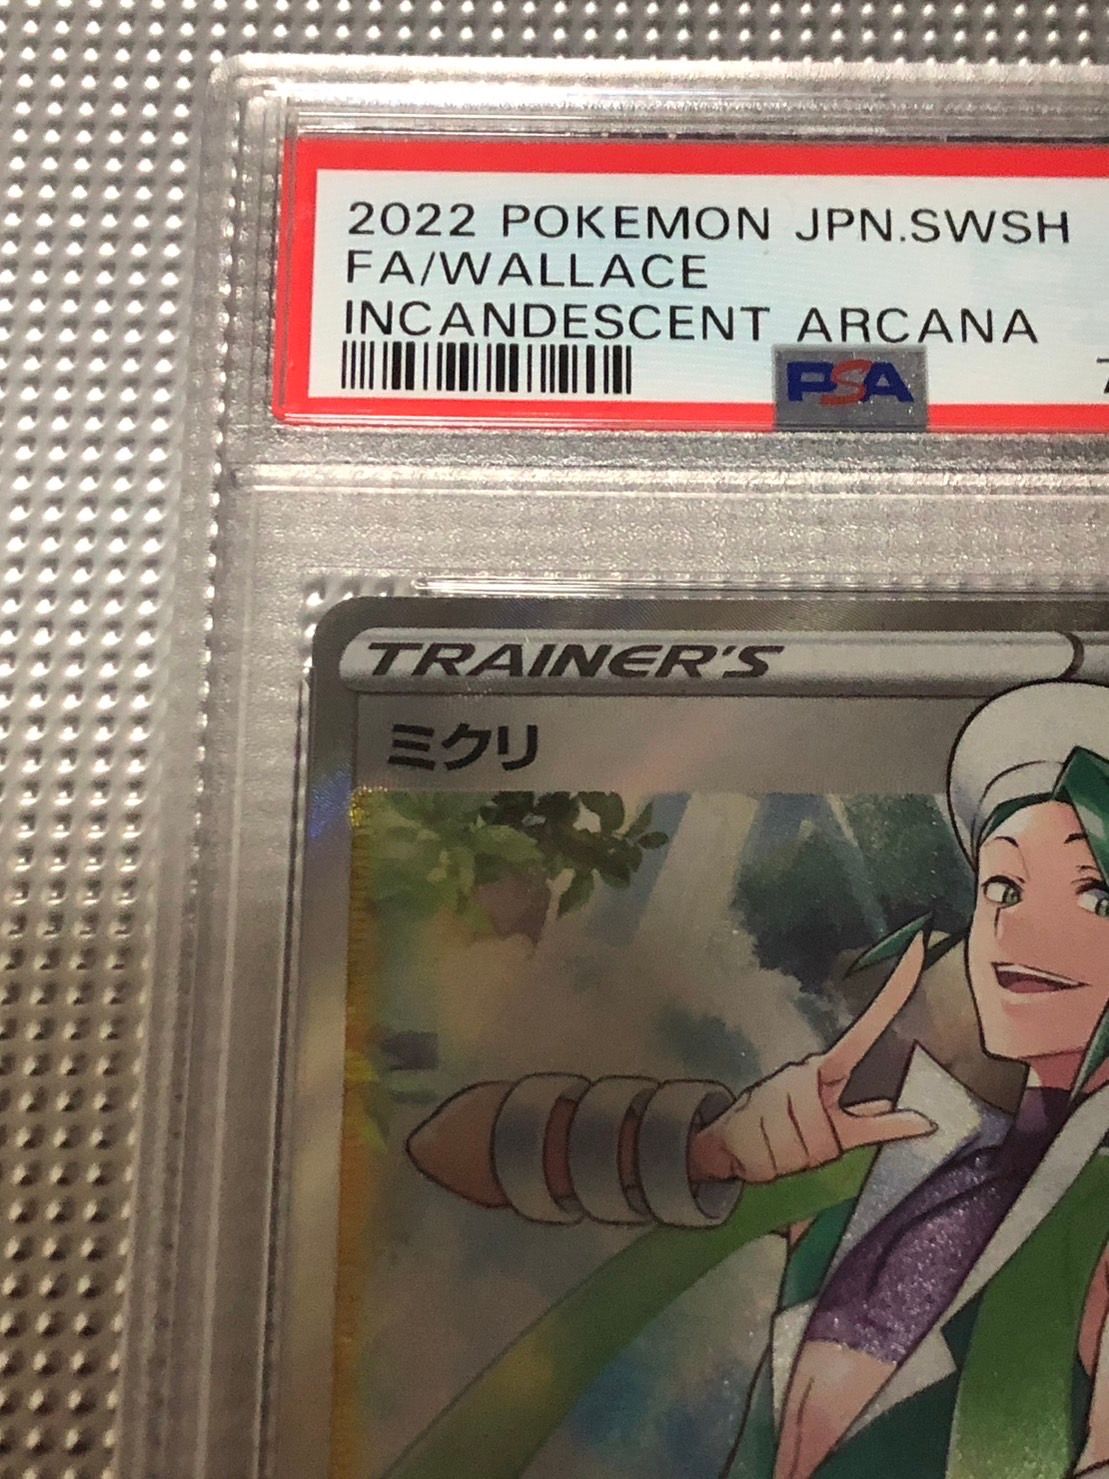 2022 POKEMON JPN.SWSH
FA/WALLACE
INCANDESCENT ARCANA
PSA
TRAINER'S
ミクリ